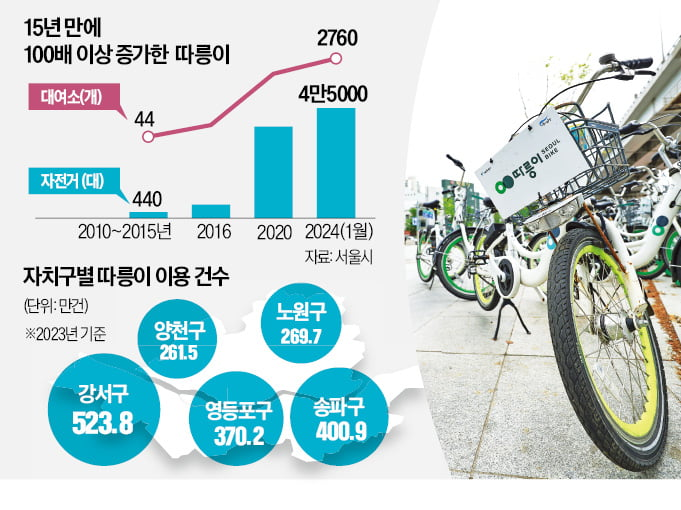 15년 만에
100배 이상 증가한 따릉이
대여소(개)
44
2760
자전거 (대)
440
4만5000
2010~2015년
2016
2020
2024(1월)
자료: 서울시
자치구별 따릉이 이용 건수
(단위: 만건)
※2023년 기준
양천구
261.5
노원구
269.7
강서구
523.8
영등포구
370.2
송파구
400.9
따릉이
SEOUL
BIKE